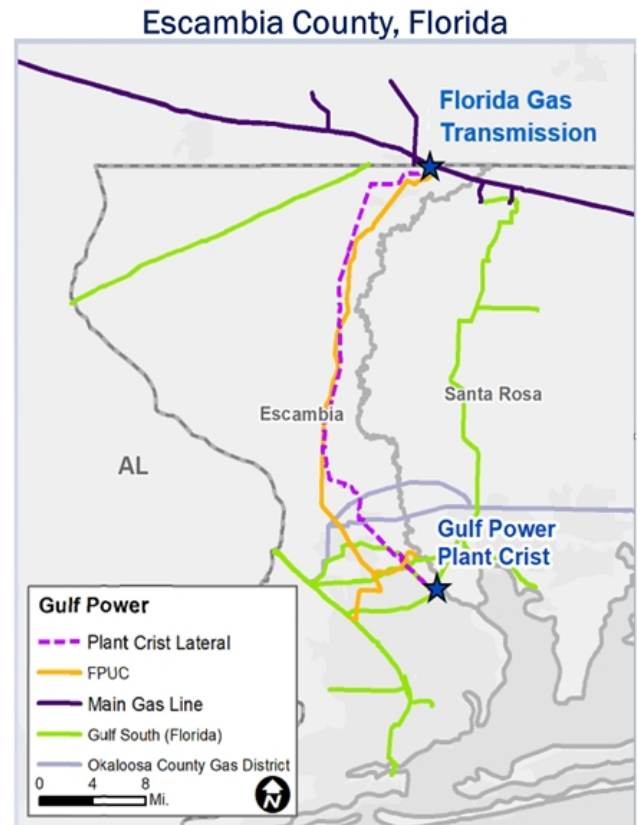 Escambia County, Florida
Florida Gas
Transmission
Escambia
Santa Rosa
AL
Gulf Power
Plant Crist
Gulf Power
Plant Crist Lateral
FPUC
Main Gas Line
Gulf South (Florida)
Okaloosa County Gas District
0 4 8
Mi.
N